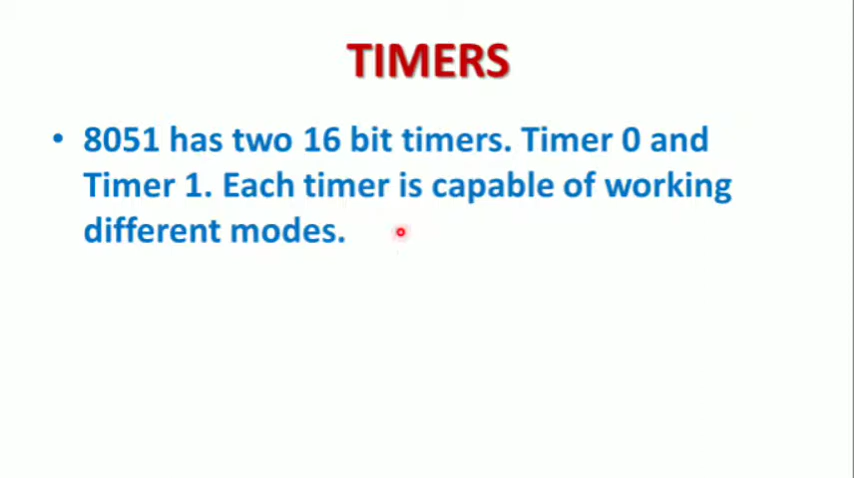 TIMERS
• 8051 has two 16 bit timers. Timer 0 and
Timer 1. Each timer is capable of working
different modes.